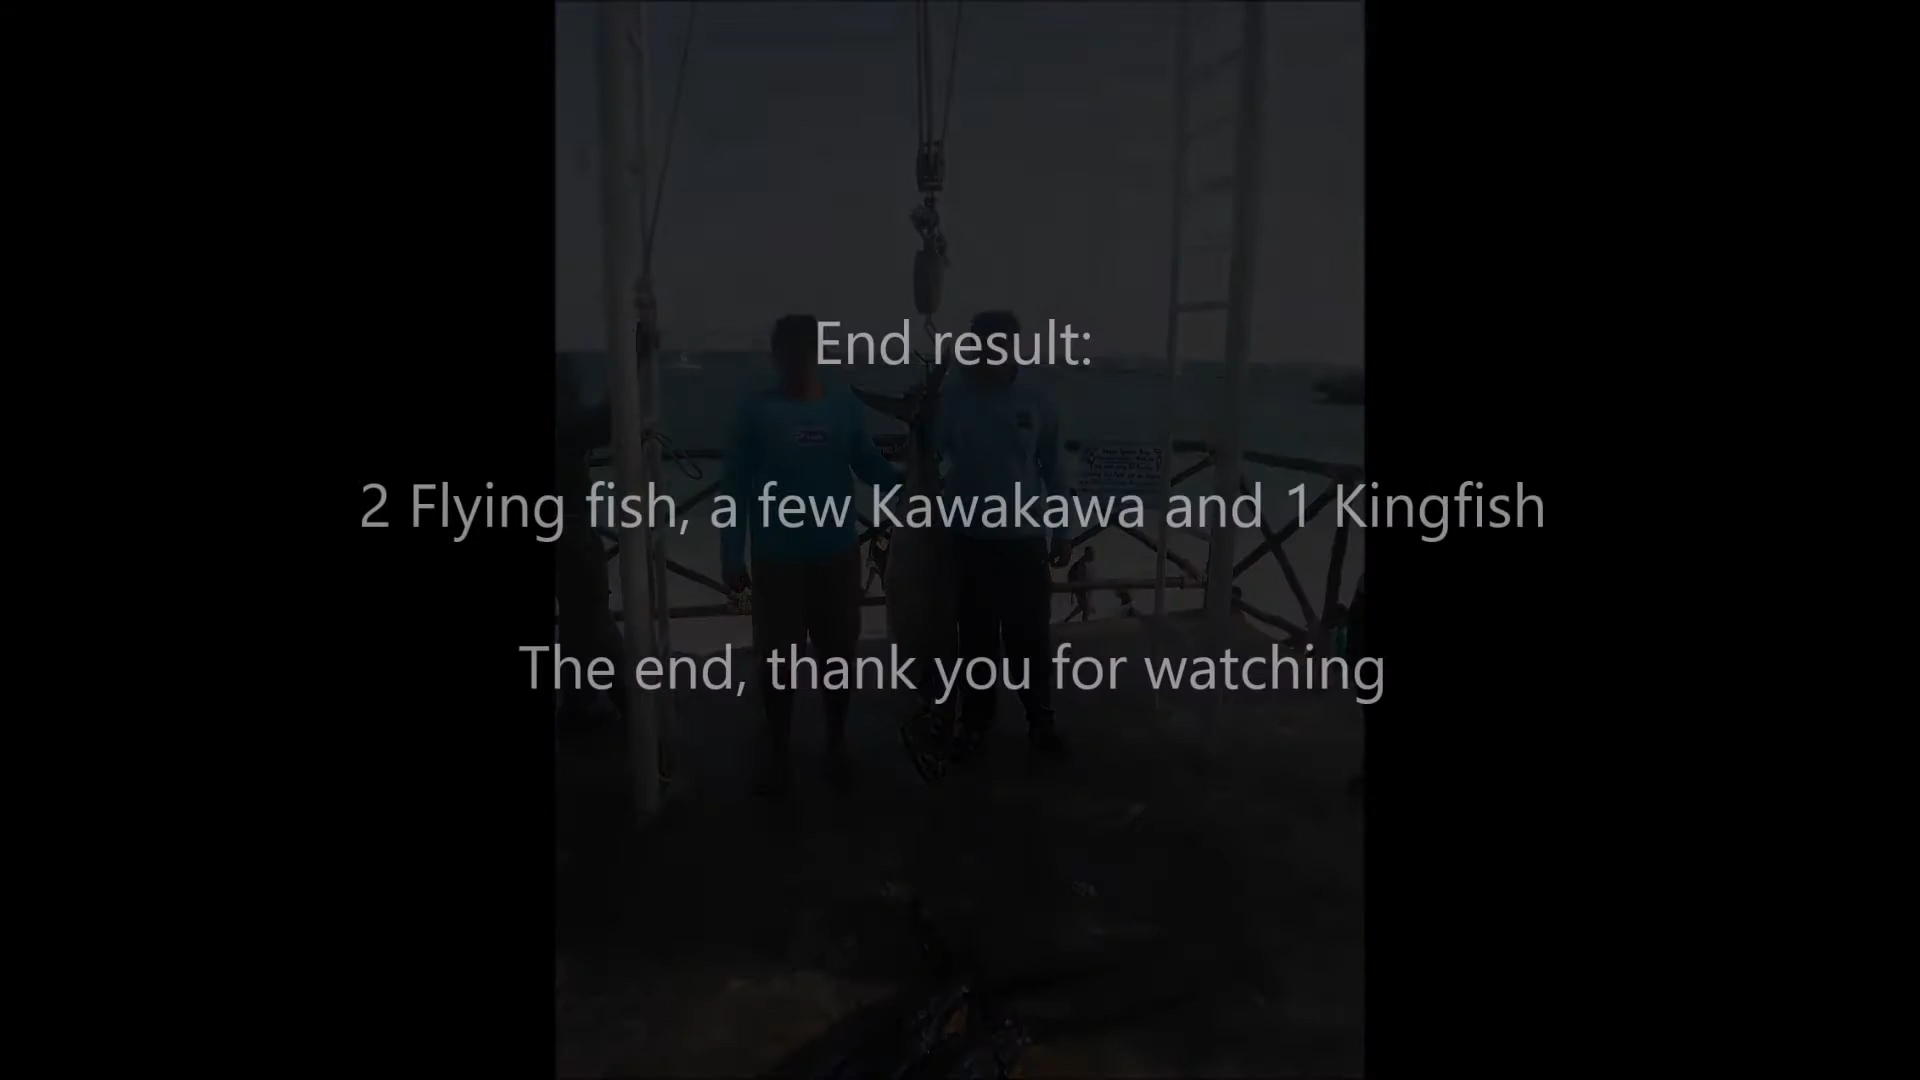 End result:
2 Flying fish, a few Kawakawa and 1 Kingfish
The end, thank you for watching